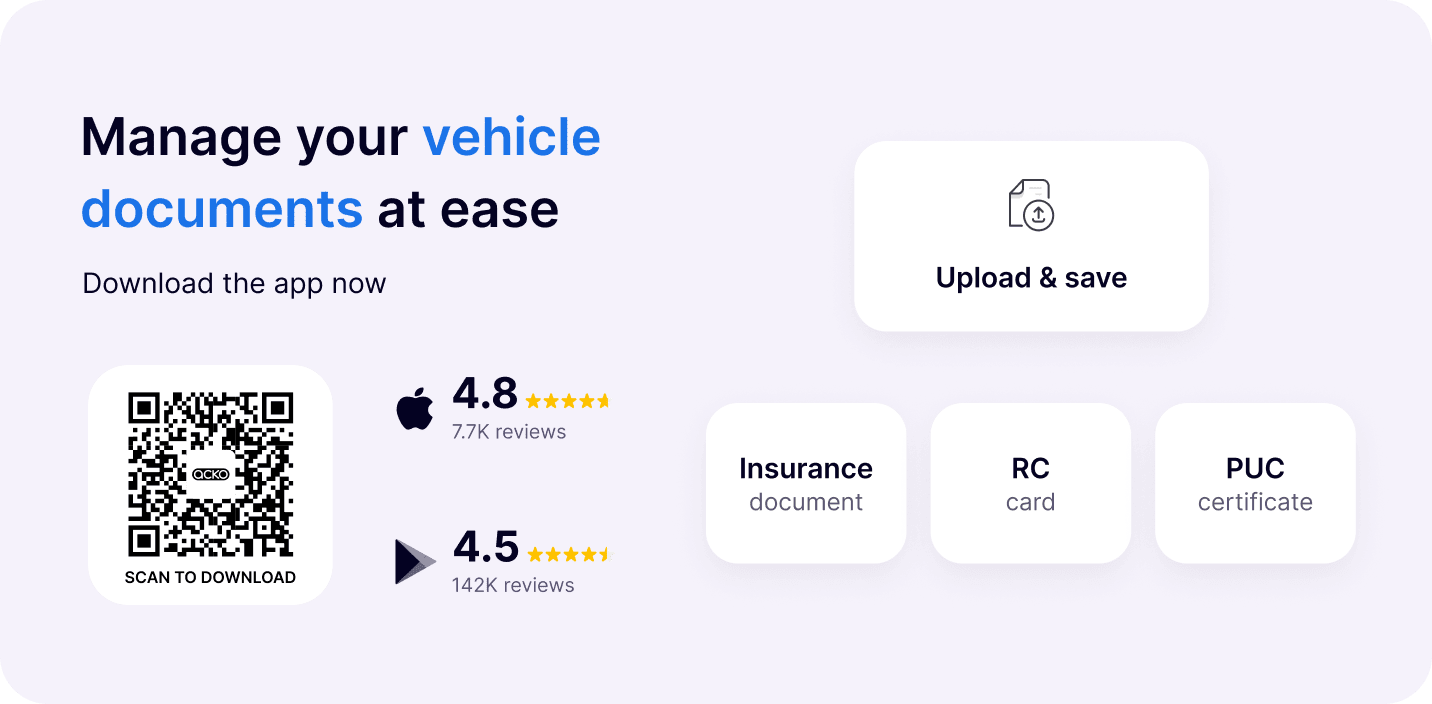 Manage your vehicle
documents at ease
Download the app now
ACKO
SCAN TO DOWNLOAD
4.8
7.7K reviews
4.5
142K reviews
Upload & save
Insurance
document
RC
card
PUC
certificate